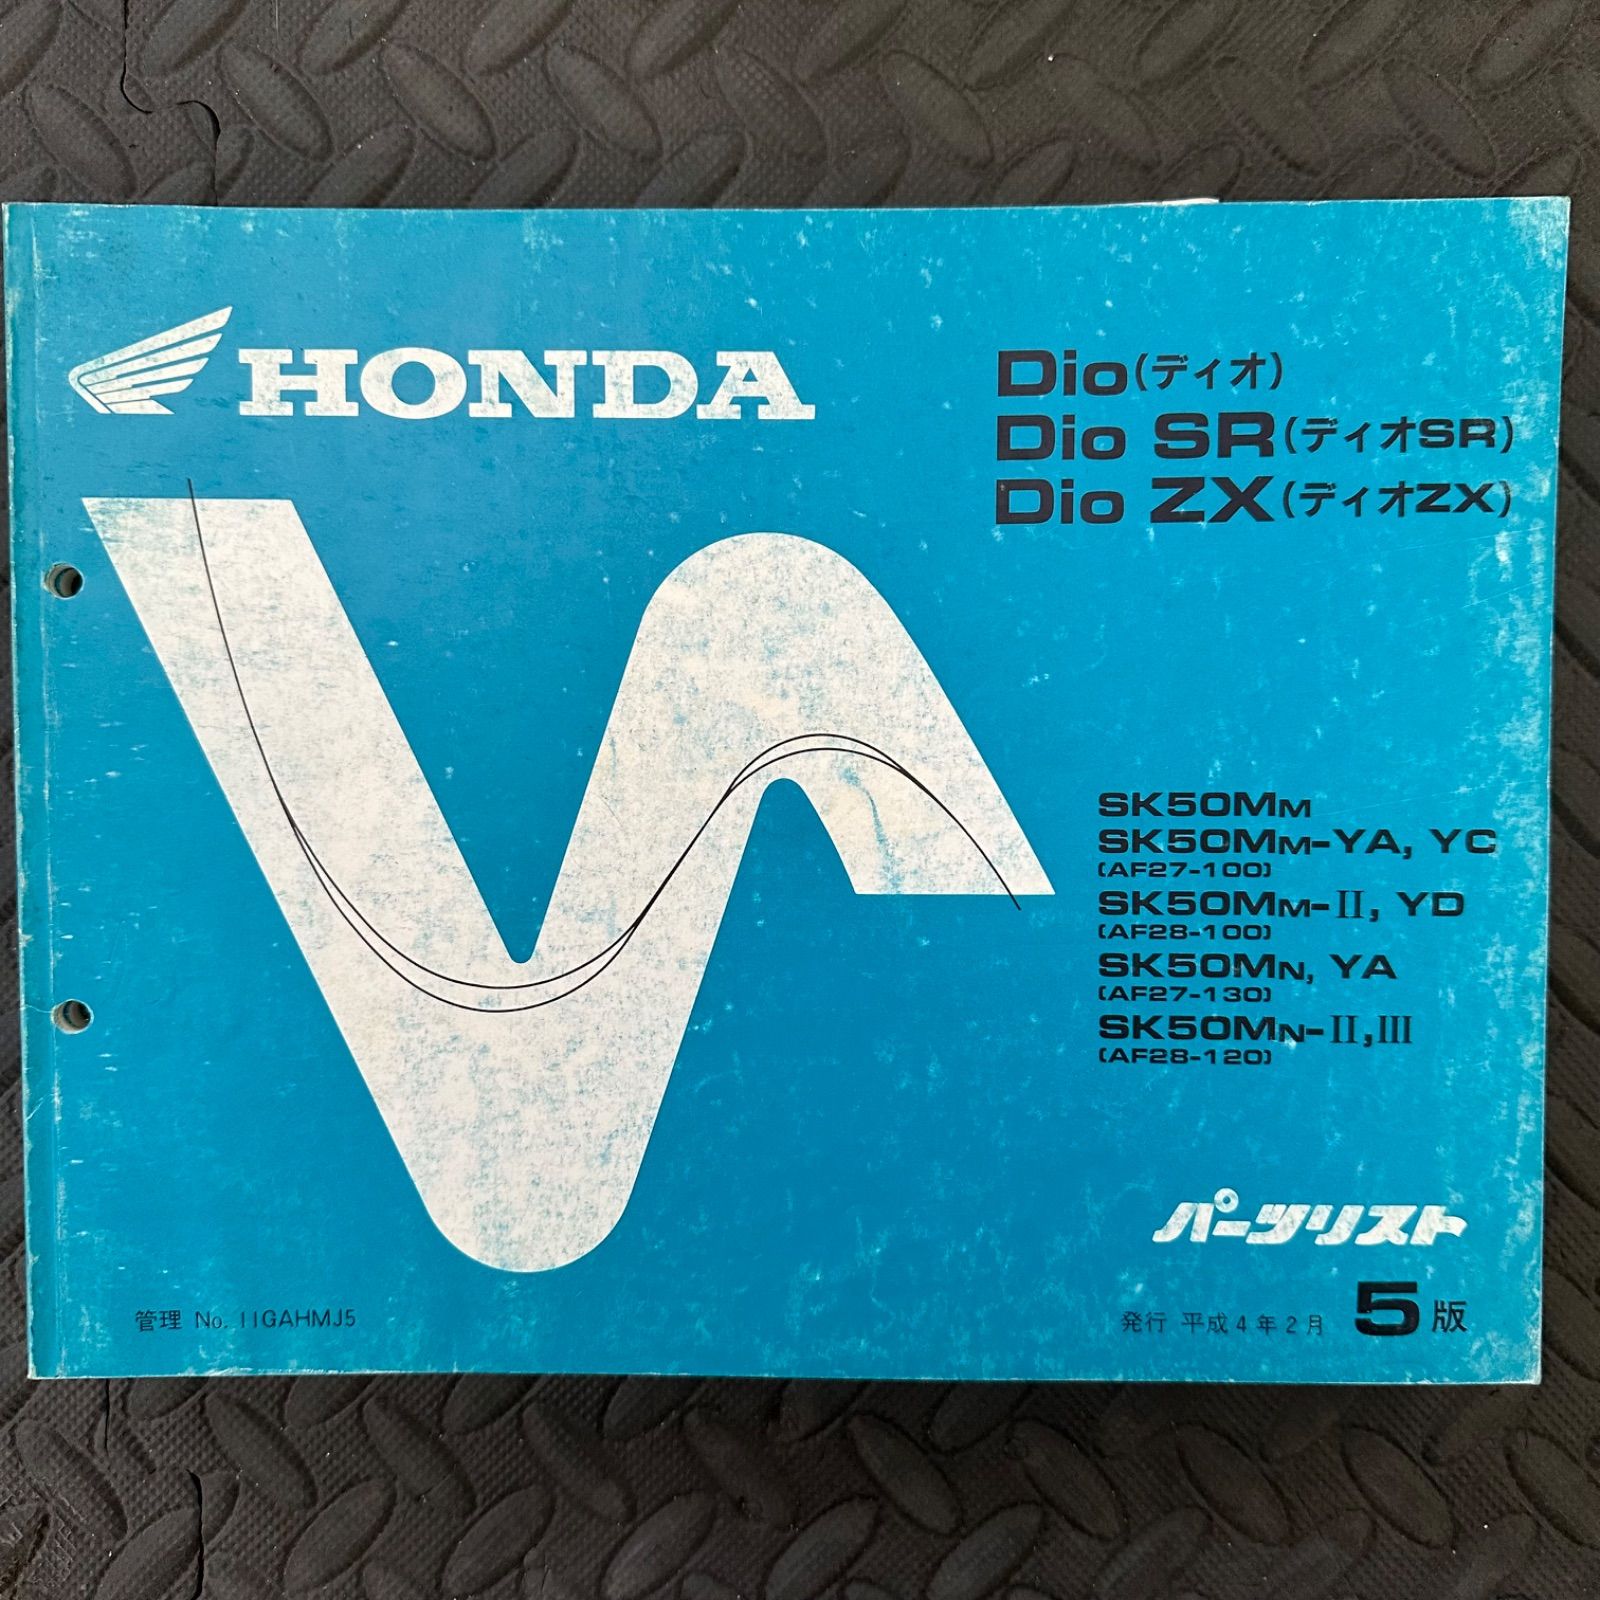 HONDA
Dio(ディオ)
Dio SR(ディオSR)
Dio ZX(ディオZX)
SK50MM
SK50MM-YA, YC
(AF27-100)
SK50MM-II, YD
(AF28-100)
SK50MN, YA
(AF27-130)
SK50MN-II,III
(AF28-120)
パーツリスト
管理 No. 11GAHMJ5
発行 平成4年2月 5版